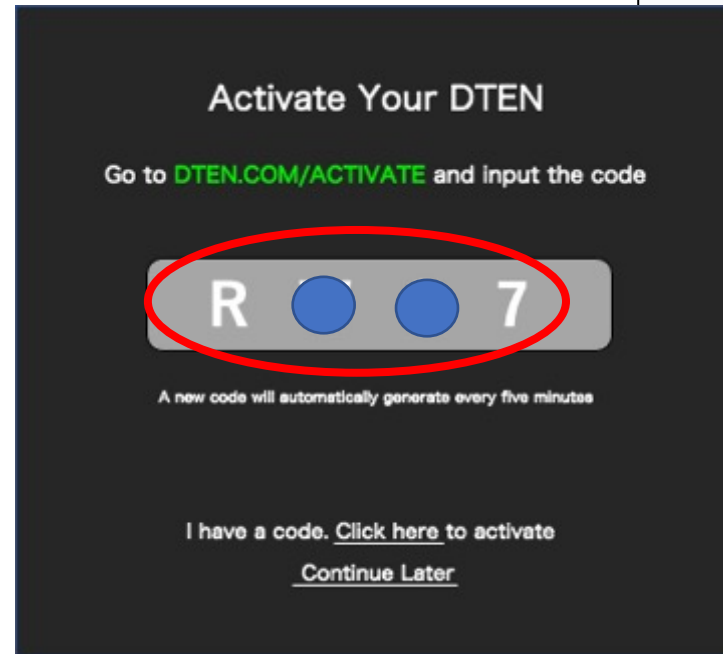 Activate Your DTEN
Go to DTEN.COM/ACTIVATE and input the code
R 7
A new code will automatically generate every five minutes
I have a code. Click here to activate
Continue Later